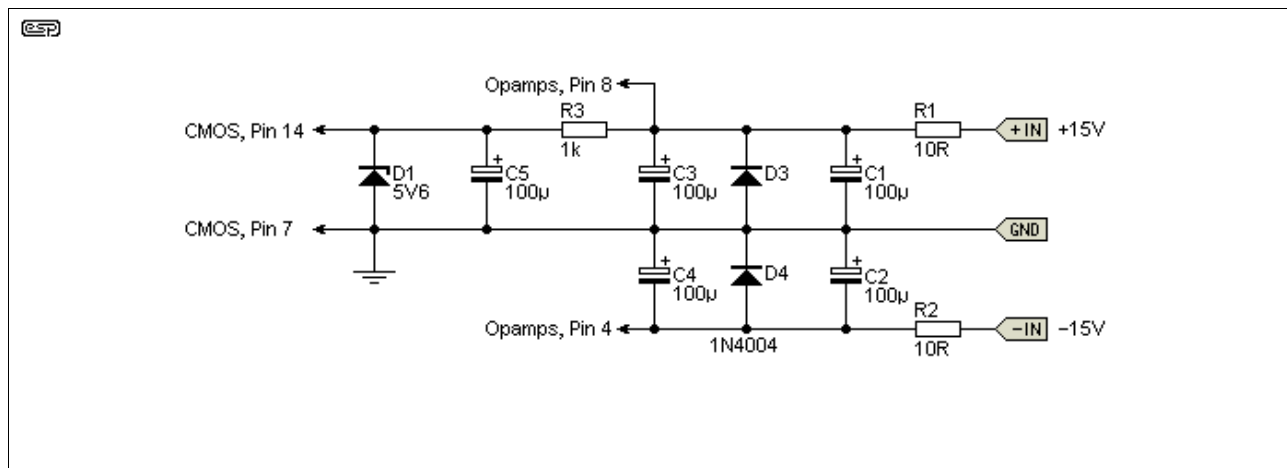 esp
Opamps, Pin 8
CMOS, Pin 14
R3
1k
R1
10R
+IN
+15V
D1
5V6
+
C5
100µ
+
C3
100µ
D3
+
C1
100µ
CMOS, Pin 7
GND
+
C4
100µ
D4
+
C2
100µ
Opamps, Pin 4
1N4004
R2
10R
−IN
−15V